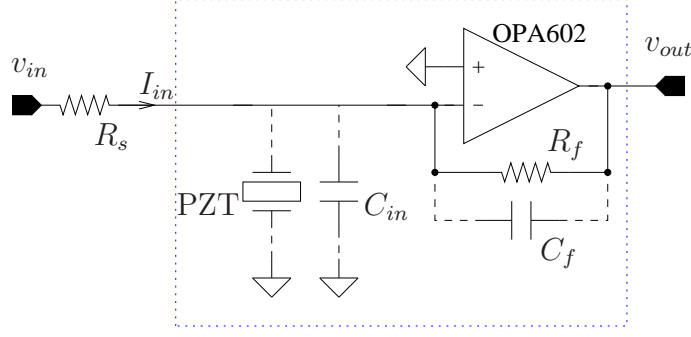 OPA602
v_out
v_in
I_in
+
−
R_s
R_f
PZT
C_in
C_f